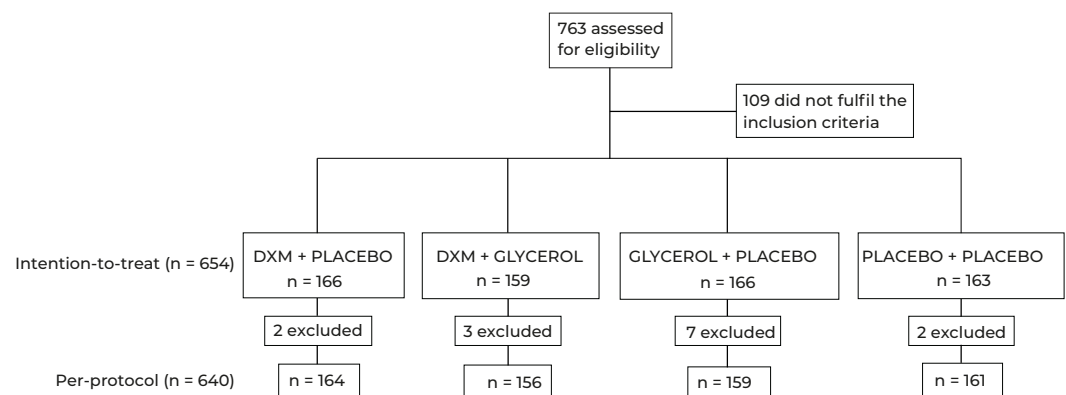 763 assessed
for eligibility
109 did not fulfil the
inclusion criteria
Intention-to-treat (n = 654)
DXM + PLACEBO
n = 166
DXM + GLYCEROL
n = 159
GLYCEROL + PLACEBO
n = 166
PLACEBO + PLACEBO
n = 163
2 excluded
3 excluded
7 excluded
2 excluded
Per-protocol (n = 640)
n = 164
n = 156
n = 159
n = 161